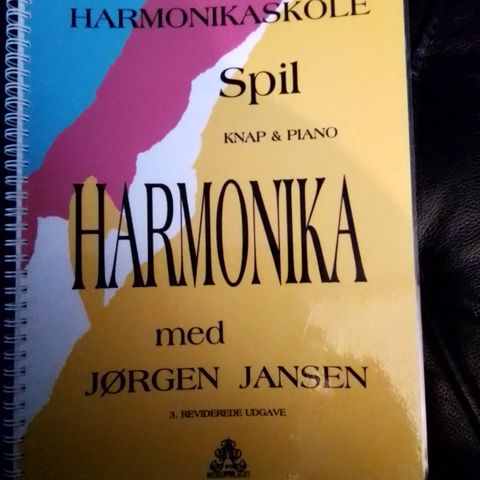 HARMONIKASKOLE
Spil
KNAP & PIANO
HARMONIKA
med
JØRGEN JANSEN
3. REVIDEREDE UDGAVE